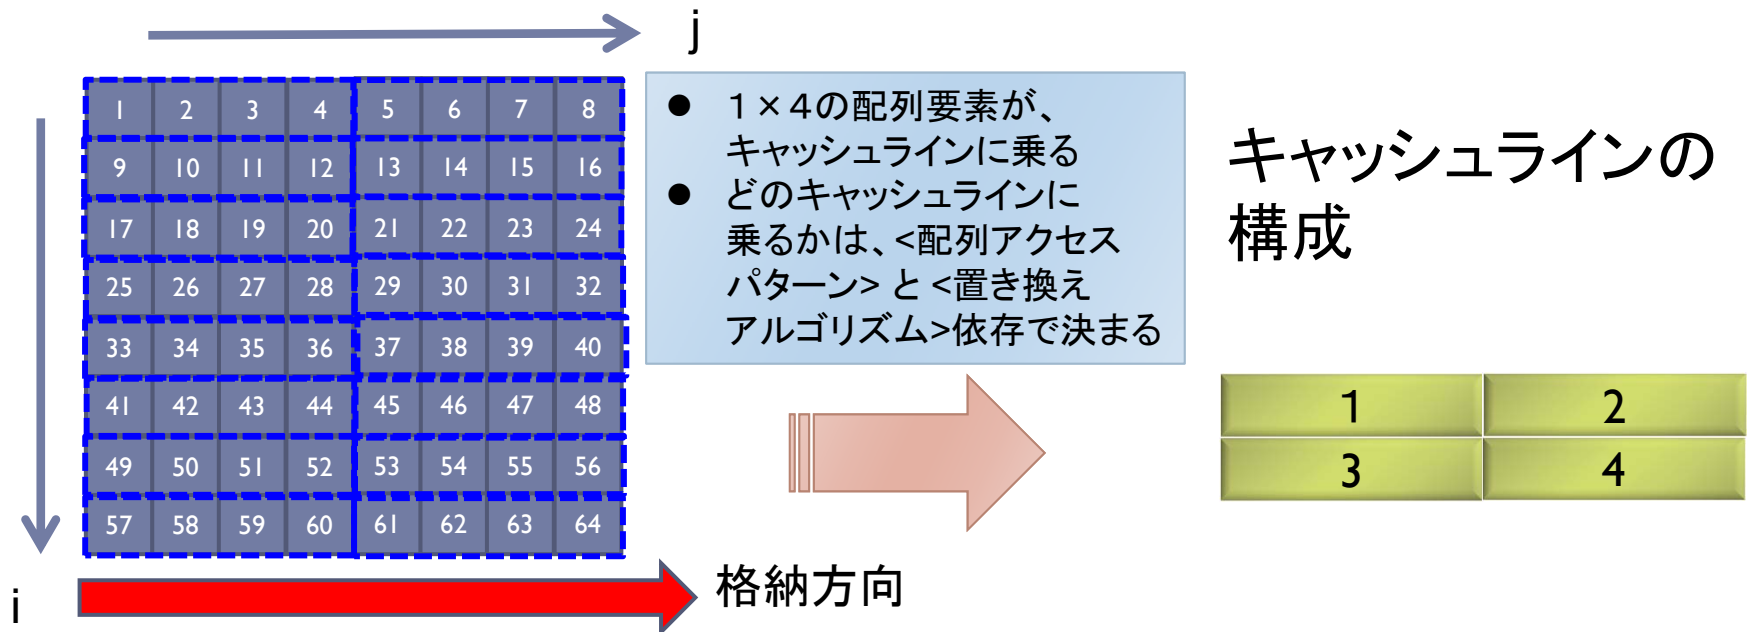 j
1 2 3 4 5 6 7 8
9 10 11 12 13 14 15 16
17 18 19 20 21 22 23 24
25 26 27 28 29 30 31 32
33 34 35 36 37 38 39 40
41 42 43 44 45 46 47 48
49 50 51 52 53 54 55 56
57 58 59 60 61 62 63 64
i
格納方向
● 1×4の配列要素が、
キャッシュラインに乗る
● どのキャッシュラインに
乗るかは、<配列アクセス
パターン> と <置き換え
アルゴリズム>依存で決まる
キャッシュラインの
構成
1 2
3 4